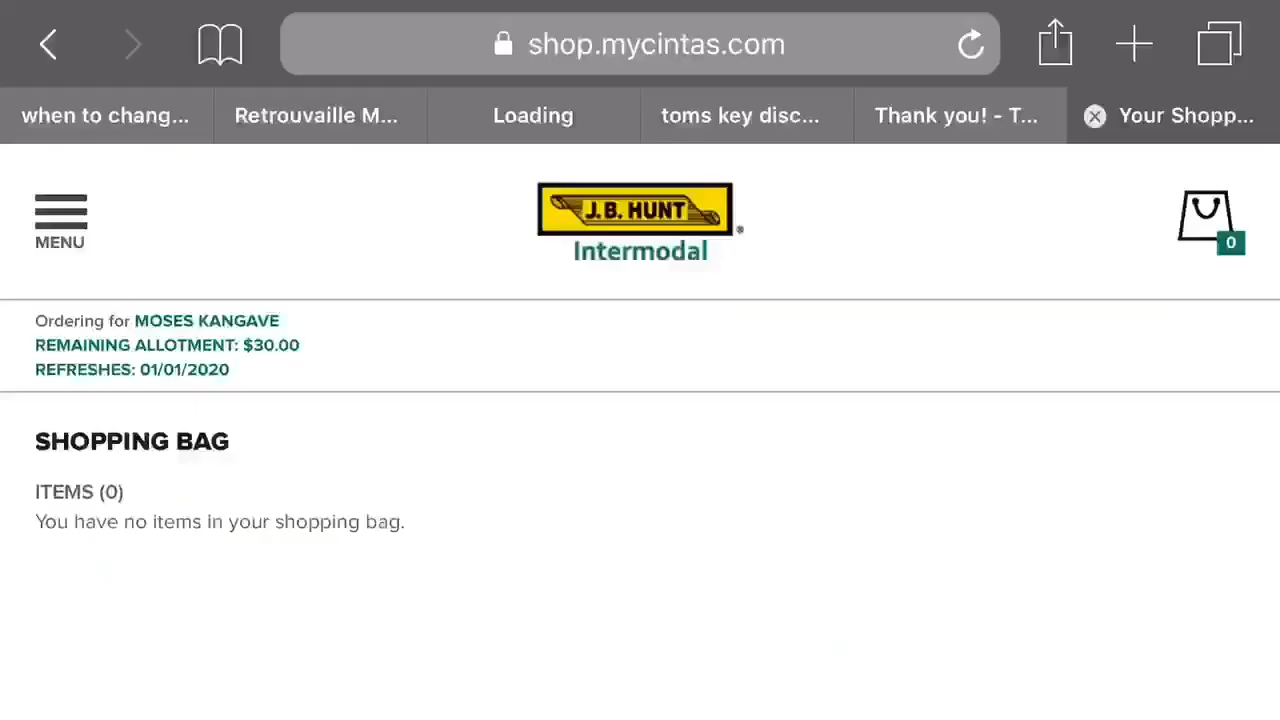 shop.mycintas.com
when to chang...
Retrouvaille M...
Loading
toms key disc...
Thank you! - T...
Your Shopp...
MENU
J.B. HUNT
®
Intermodal
0
Ordering for MOSES KANGAVE
REMAINING ALLOTMENT: $30.00
REFRESHES: 01/01/2020
SHOPPING BAG
ITEMS (0)
You have no items in your shopping bag.